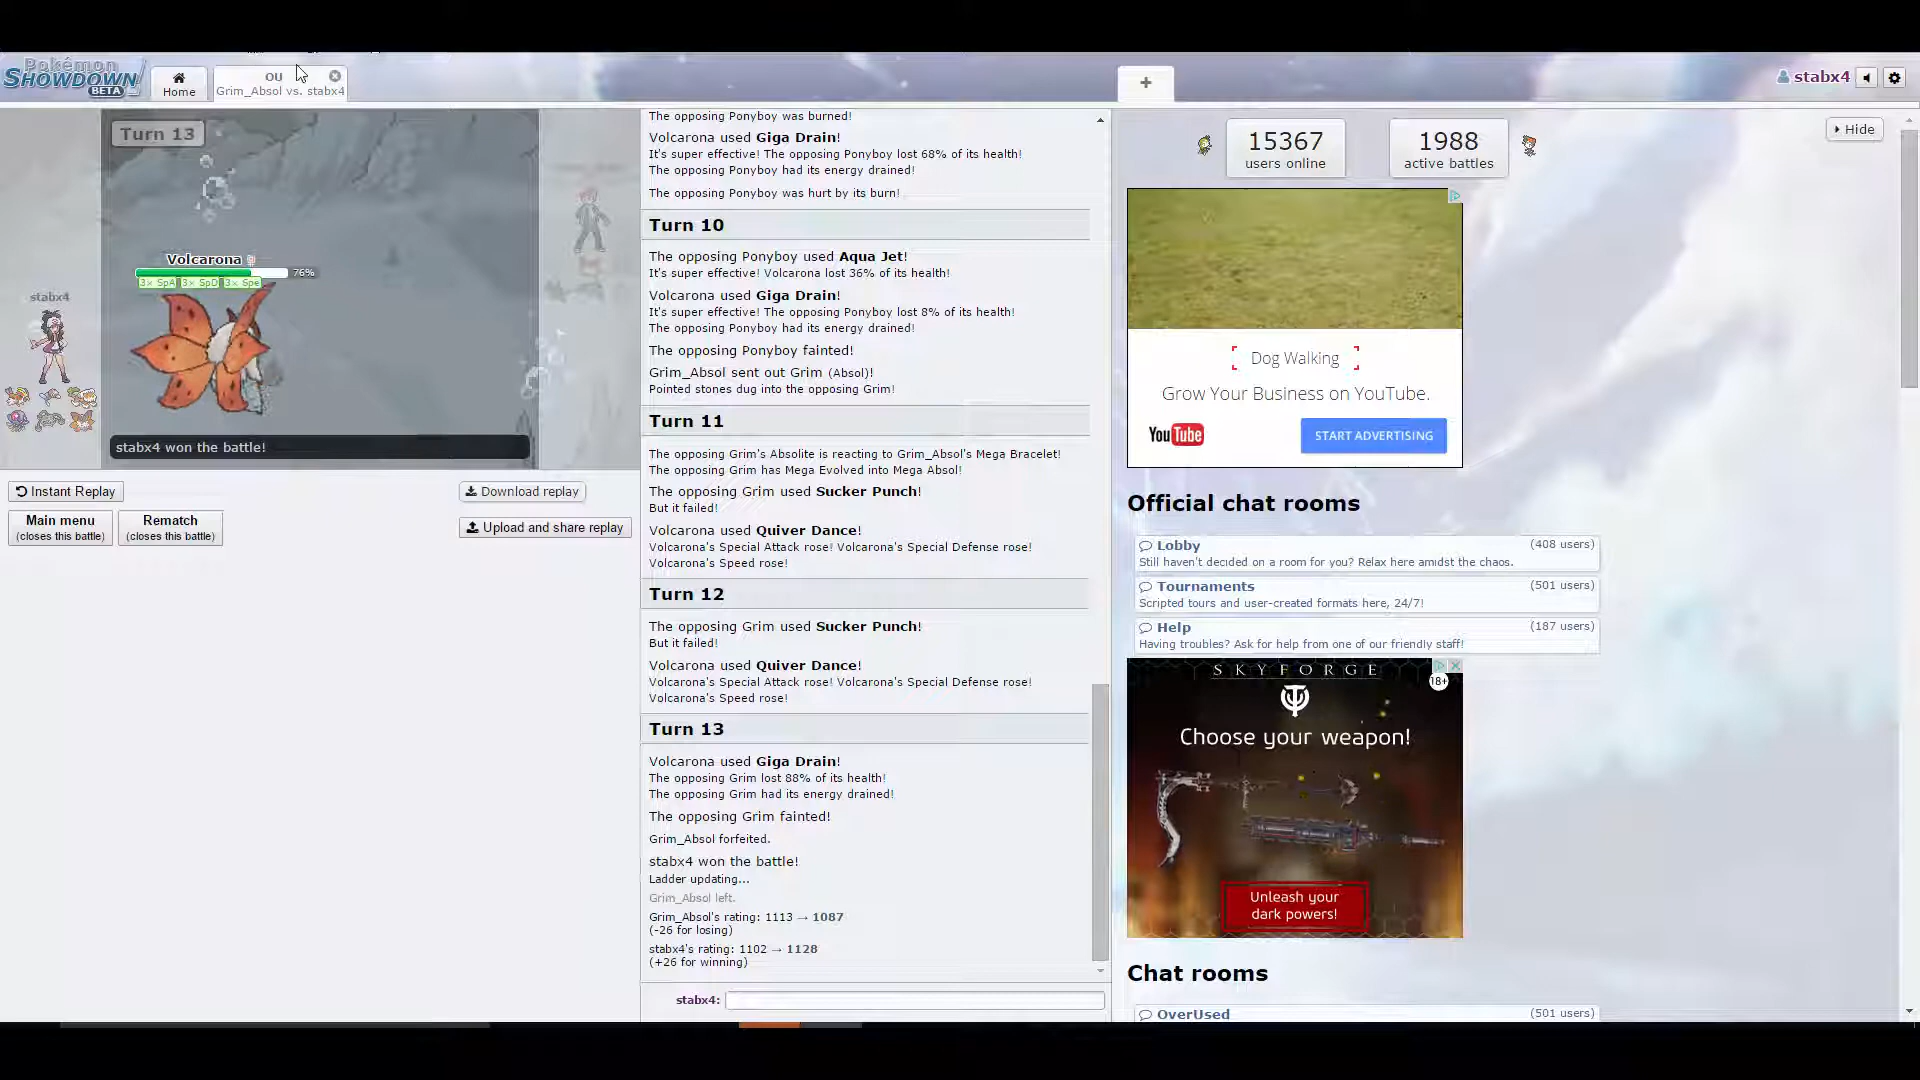 Pokémon
SHOWDOWN!
BETA
Home
OU
Grim_Absol vs. stabx4
+
stabx4
Turn 13
Volcarona
76%
3× SpA 3× SpD 3× Spe
stabx4
stabx4 won the battle!
Instant Replay
Download replay
Main menu
(closes this battle)
Rematch
(closes this battle)
Upload and share replay
The opposing Ponyboy was burned!
Volcarona used Giga Drain!
It's super effective! The opposing Ponyboy lost 68% of its health!
The opposing Ponyboy had its energy drained!
The opposing Ponyboy was hurt by its burn!
Turn 10
The opposing Ponyboy used Aqua Jet!
It's super effective! Volcarona lost 36% of its health!
Volcarona used Giga Drain!
It's super effective! The opposing Ponyboy lost 8% of its health!
The opposing Ponyboy had its energy drained!
The opposing Ponyboy fainted!
Grim_Absol sent out Grim (Absol)!
Pointed stones dug into the opposing Grim!
Turn 11
The opposing Grim's Absolite is reacting to Grim_Absol's Mega Bracelet!
The opposing Grim has Mega Evolved into Mega Absol!
The opposing Grim used Sucker Punch!
But it failed!
Volcarona used Quiver Dance!
Volcarona's Special Attack rose! Volcarona's Special Defense rose!
Volcarona's Speed rose!
Turn 12
The opposing Grim used Sucker Punch!
But it failed!
Volcarona used Quiver Dance!
Volcarona's Special Attack rose! Volcarona's Special Defense rose!
Volcarona's Speed rose!
Turn 13
Volcarona used Giga Drain!
The opposing Grim lost 88% of its health!
The opposing Grim had its energy drained!
The opposing Grim fainted!
Grim_Absol forfeited.
stabx4 won the battle!
Ladder updating...
Grim_Absol left.
Grim_Absol's rating: 1113 → 1087
(-26 for losing)
stabx4's rating: 1102 → 1128
(+26 for winning)
stabx4:
15367
users online
1988
active battles
Hide
Dog Walking
Grow Your Business on YouTube.
YouTube
START ADVERTISING
Official chat rooms
Lobby
(408 users)
Still haven't decided on a room for you? Relax here amidst the chaos.
Tournaments
(501 users)
Scripted tours and user-created formats here, 24/7!
Help
(187 users)
Having troubles? Ask for help from one of our friendly staff!
SKYFORGE
18+
Choose your weapon!
Unleash your
dark powers!
Chat rooms
OverUsed
(501 users)